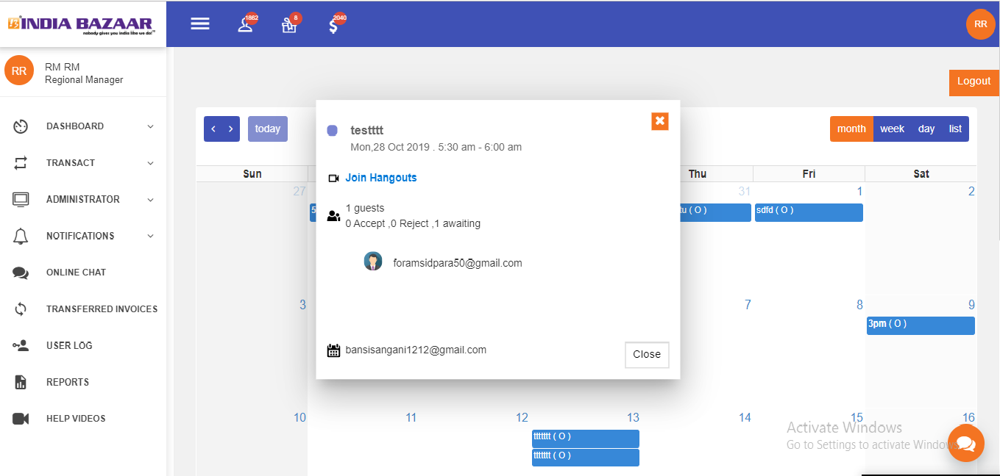 INDIA BAZAAR
nobody gives you india like we do!
1862
8
2040
RR
RR
RM RM
Regional Manager
Logout
DASHBOARD
TRANSACT
ADMINISTRATOR
NOTIFICATIONS
ONLINE CHAT
TRANSFERRED INVOICES
USER LOG
REPORTS
HELP VIDEOS
today
month week day list
Sun
Thu
Fri
Sat
27
31
1
2
5
tu ( O )
sdfd ( O )
testttt
Mon,28 Oct 2019 . 5:30 am - 6:00 am
Join Hangouts
1 guests
0 Accept ,0 Reject ,1 awaiting
foramsidpara50@gmail.com
bansisangani1212@gmail.com
Close
3
7
8
9
3pm ( O )
10
11
12
13
14
15
16
ttttttt ( O )
ttttttt ( O )
Activate Windows
Go to Settings to activate Windows